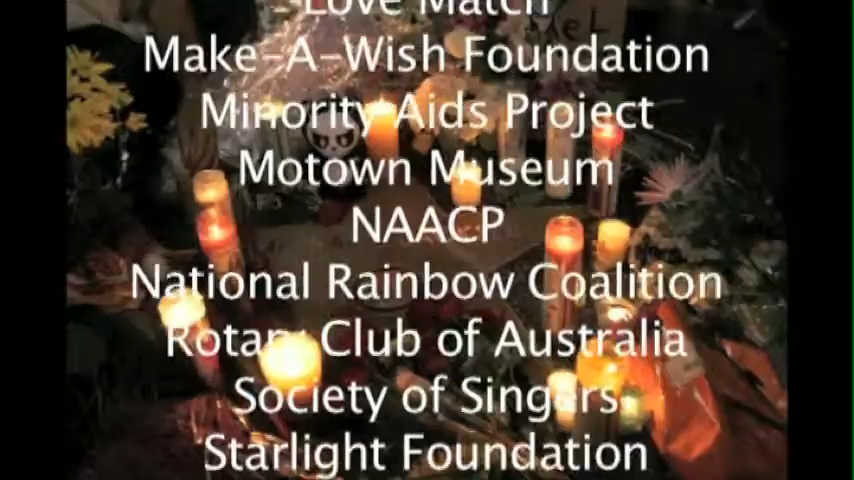 Love Match
Make-A-Wish Foundation
Minority Aids Project
Motown Museum
NAACP
National Rainbow Coalition
Rotary Club of Australia
Society of Singers
Starlight Foundation